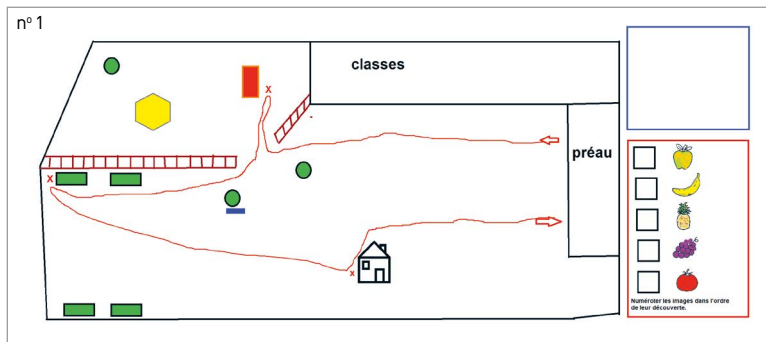 n° 1
classes
préau
x
x
x
Numéroter les images dans l'ordre
de leur découverte.